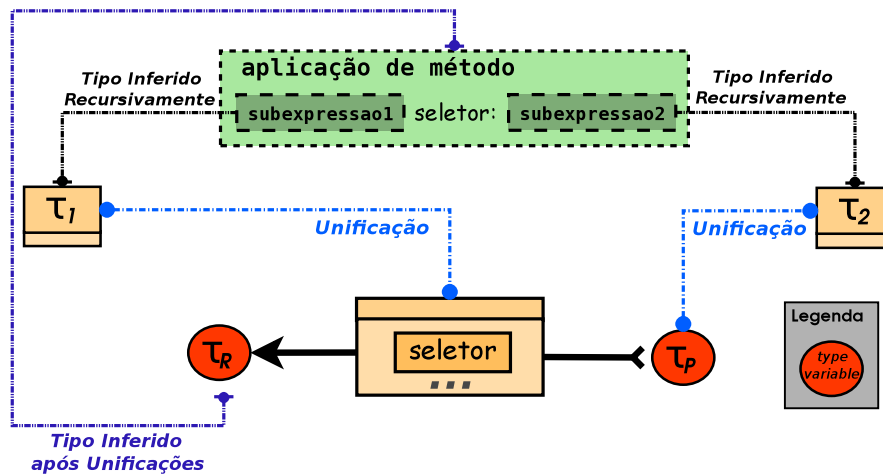 aplicação de método
Tipo Inferido
Recursivamente
subexpressao1 seletor: subexpressao2
Tipo Inferido
Recursivamente
τ1
τ2
Unificação
Unificação
Legenda
type
variable
τR
seletor
...
τP
Tipo Inferido
após Unificações